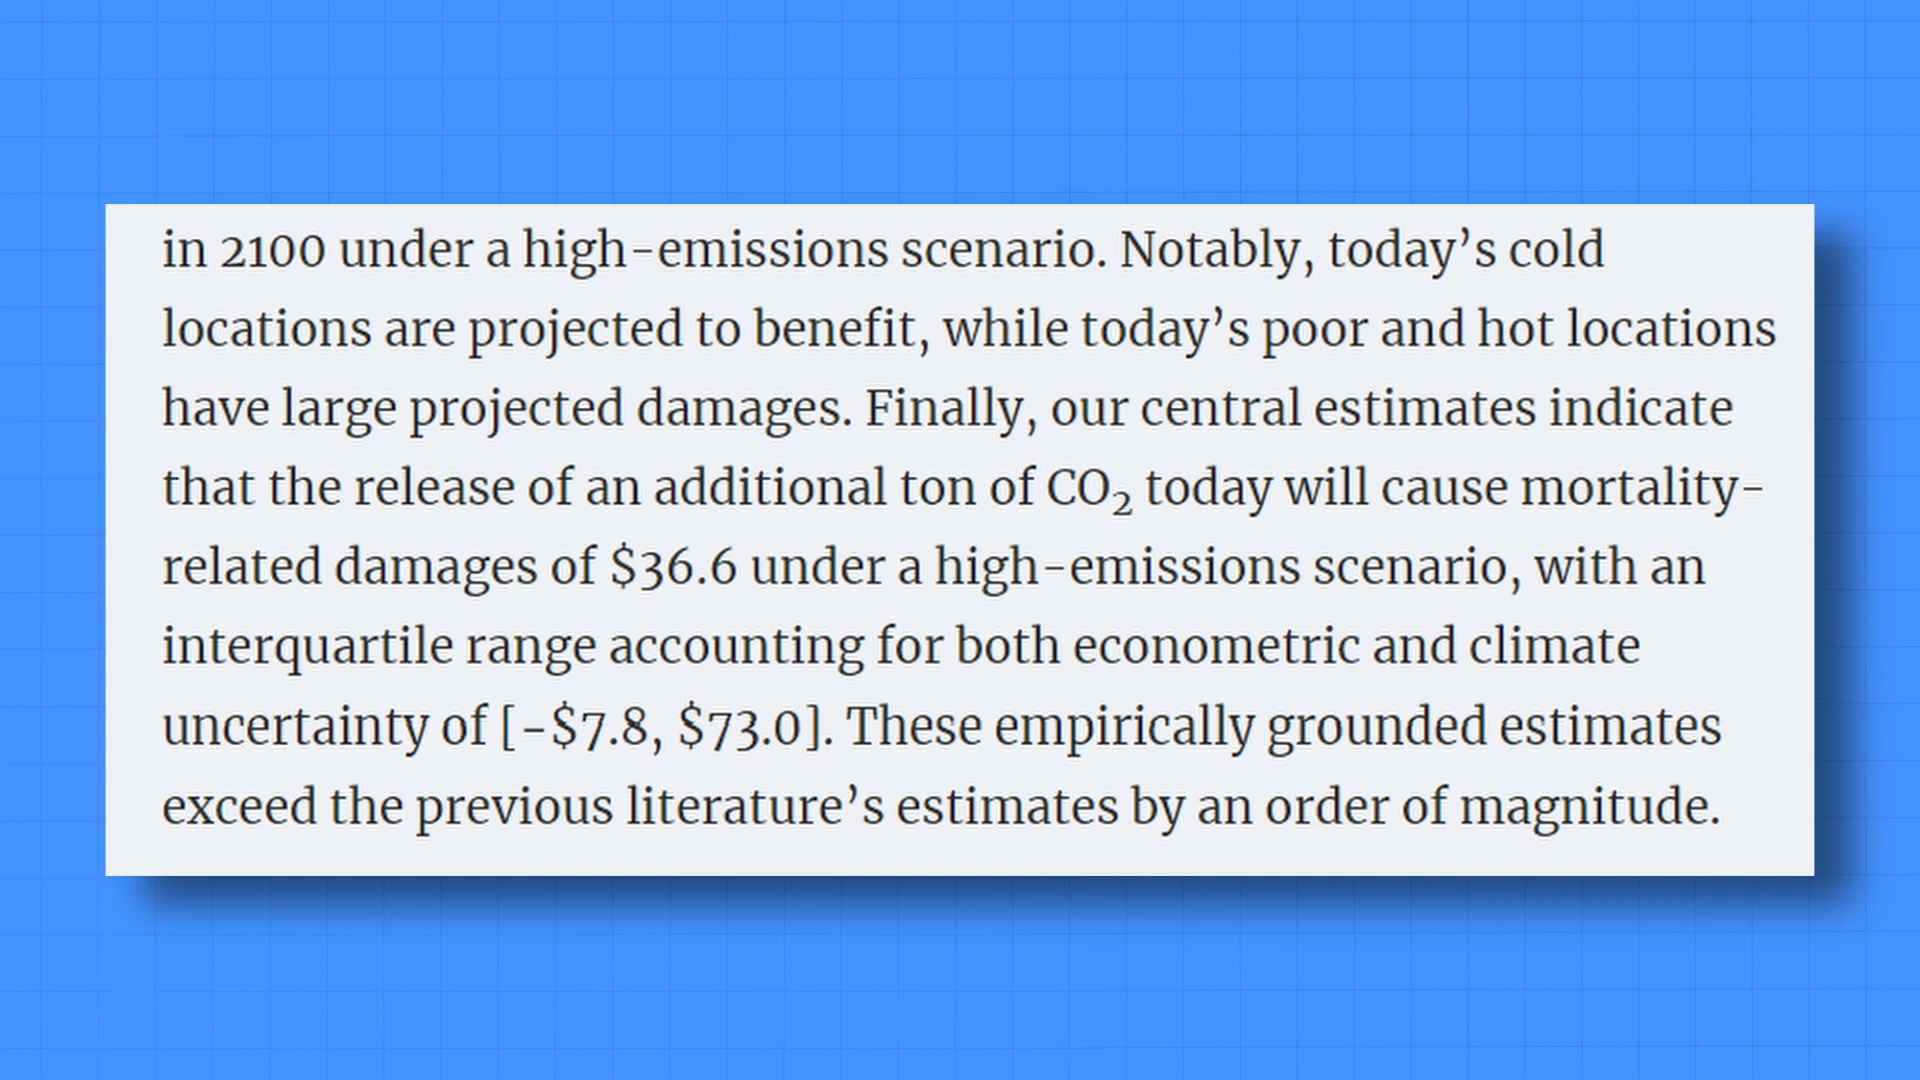 in 2100 under a high-emissions scenario. Notably, today’s cold
locations are projected to benefit, while today’s poor and hot locations
have large projected damages. Finally, our central estimates indicate
that the release of an additional ton of CO₂ today will cause mortality-
related damages of $36.6 under a high-emissions scenario, with an
interquartile range accounting for both econometric and climate
uncertainty of [−$7.8, $73.0]. These empirically grounded estimates
exceed the previous literature’s estimates by an order of magnitude.